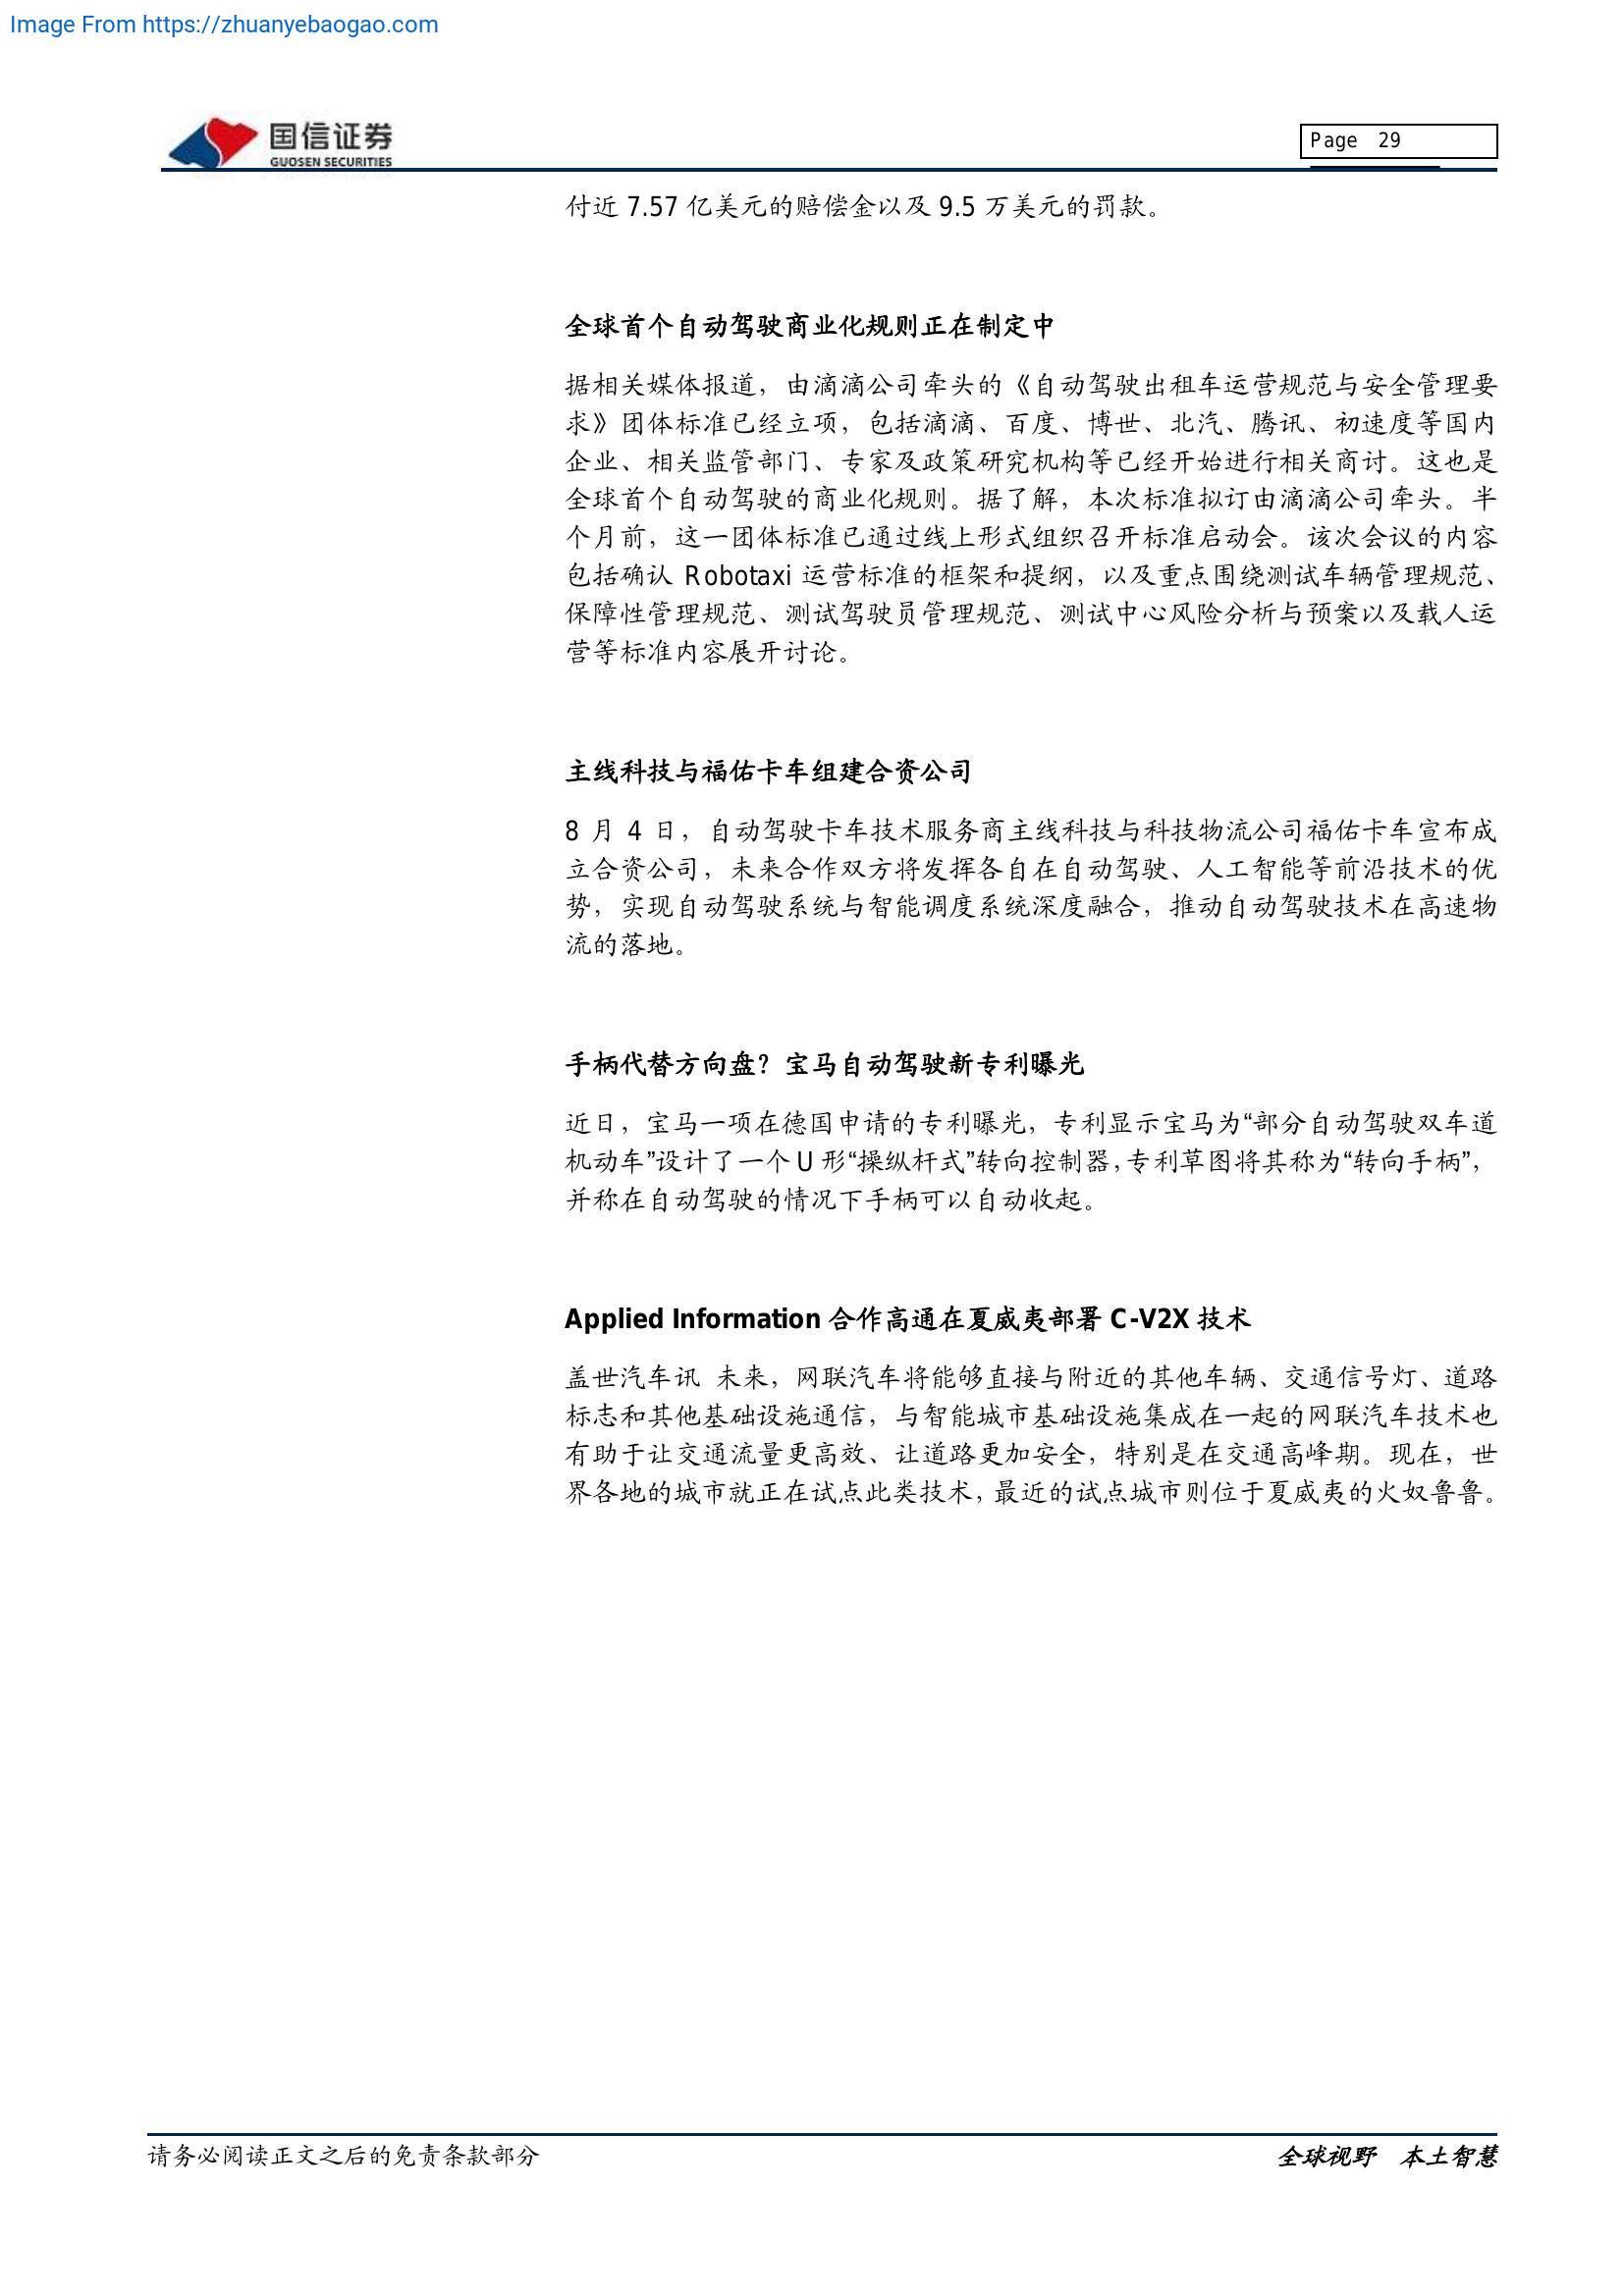 Image From https://zhuanyebaogao.com
国信证券
GUOSEN SECURITIES
Page 29
付近 7.57 亿美元的赔偿金以及 9.5 万美元的罚款。
全球首个自动驾驶商业化规则正在制定中
据相关媒体报道，由滴滴公司牵头的《自动驾驶出租车运营规范与安全管理要
求》团体标准已经立项，包括滴滴、百度、博世、北汽、腾讯、初速度等国内
企业、相关监管部门、专家及政策研究机构等已经开始进行相关商讨。这也是
全球首个自动驾驶的商业化规则。据了解，本次标准拟订由滴滴公司牵头。半
个月前，这一团体标准已通过线上形式组织召开标准启动会。该次会议的内容
包括确认 Robotaxi 运营标准的框架和提纲，以及重点围绕测试车辆管理规范、
保障性管理规范、测试驾驶员管理规范、测试中心风险分析与预案以及载人运
营等标准内容展开讨论。
主线科技与福佑卡车组建合资公司
8 月 4 日，自动驾驶卡车技术服务商主线科技与科技物流公司福佑卡车宣布成
立合资公司，未来合作双方将发挥各自在自动驾驶、人工智能等前沿技术的优
势，实现自动驾驶系统与智能调度系统深度融合，推动自动驾驶技术在高速物
流的落地。
手柄代替方向盘？宝马自动驾驶新专利曝光
近日，宝马一项在德国申请的专利曝光，专利显示宝马为“部分自动驾驶双车道
机动车”设计了一个 U 形“操纵杆式”转向控制器，专利草图将其称为“转向手柄”，
并称在自动驾驶的情况下手柄可以自动收起。
Applied Information 合作高通在夏威夷部署 C-V2X 技术
盖世汽车讯 未来，网联汽车将能够直接与附近的其他车辆、交通信号灯、道路
标志和其他基础设施通信，与智能城市基础设施集成在一起的网联汽车技术也
有助于让交通流量更高效、让道路更加安全，特别是在交通高峰期。现在，世
界各地的城市就正在试点此类技术，最近的试点城市则位于夏威夷的火奴鲁鲁。
请务必阅读正文之后的免责条款部分
全球视野 本土智慧